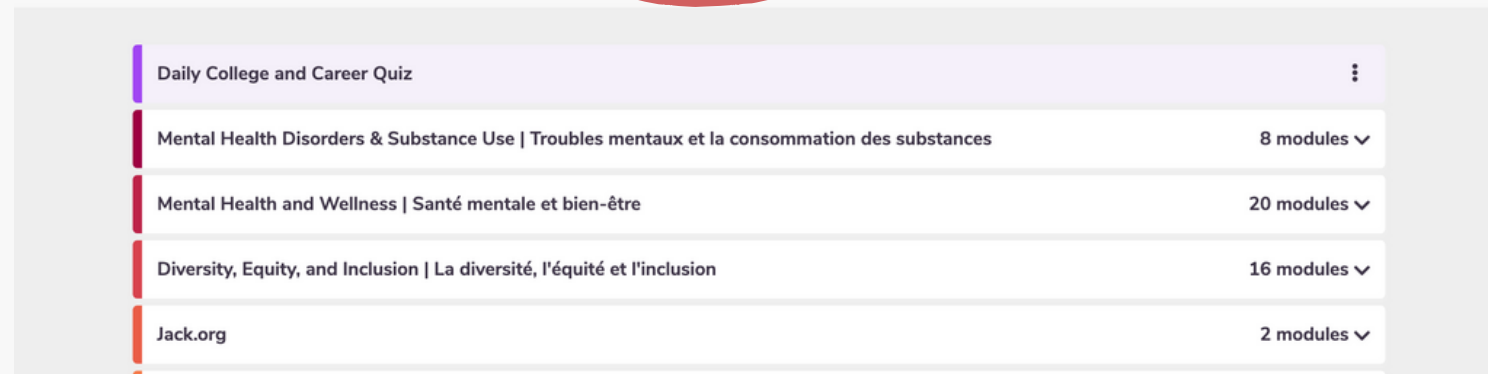 Daily College and Career Quiz
Mental Health Disorders & Substance Use | Troubles mentaux et la consommation des substances 8 modules
Mental Health and Wellness | Santé mentale et bien-être 20 modules
Diversity, Equity, and Inclusion | La diversité, l'équité et l'inclusion 16 modules
Jack.org 2 modules